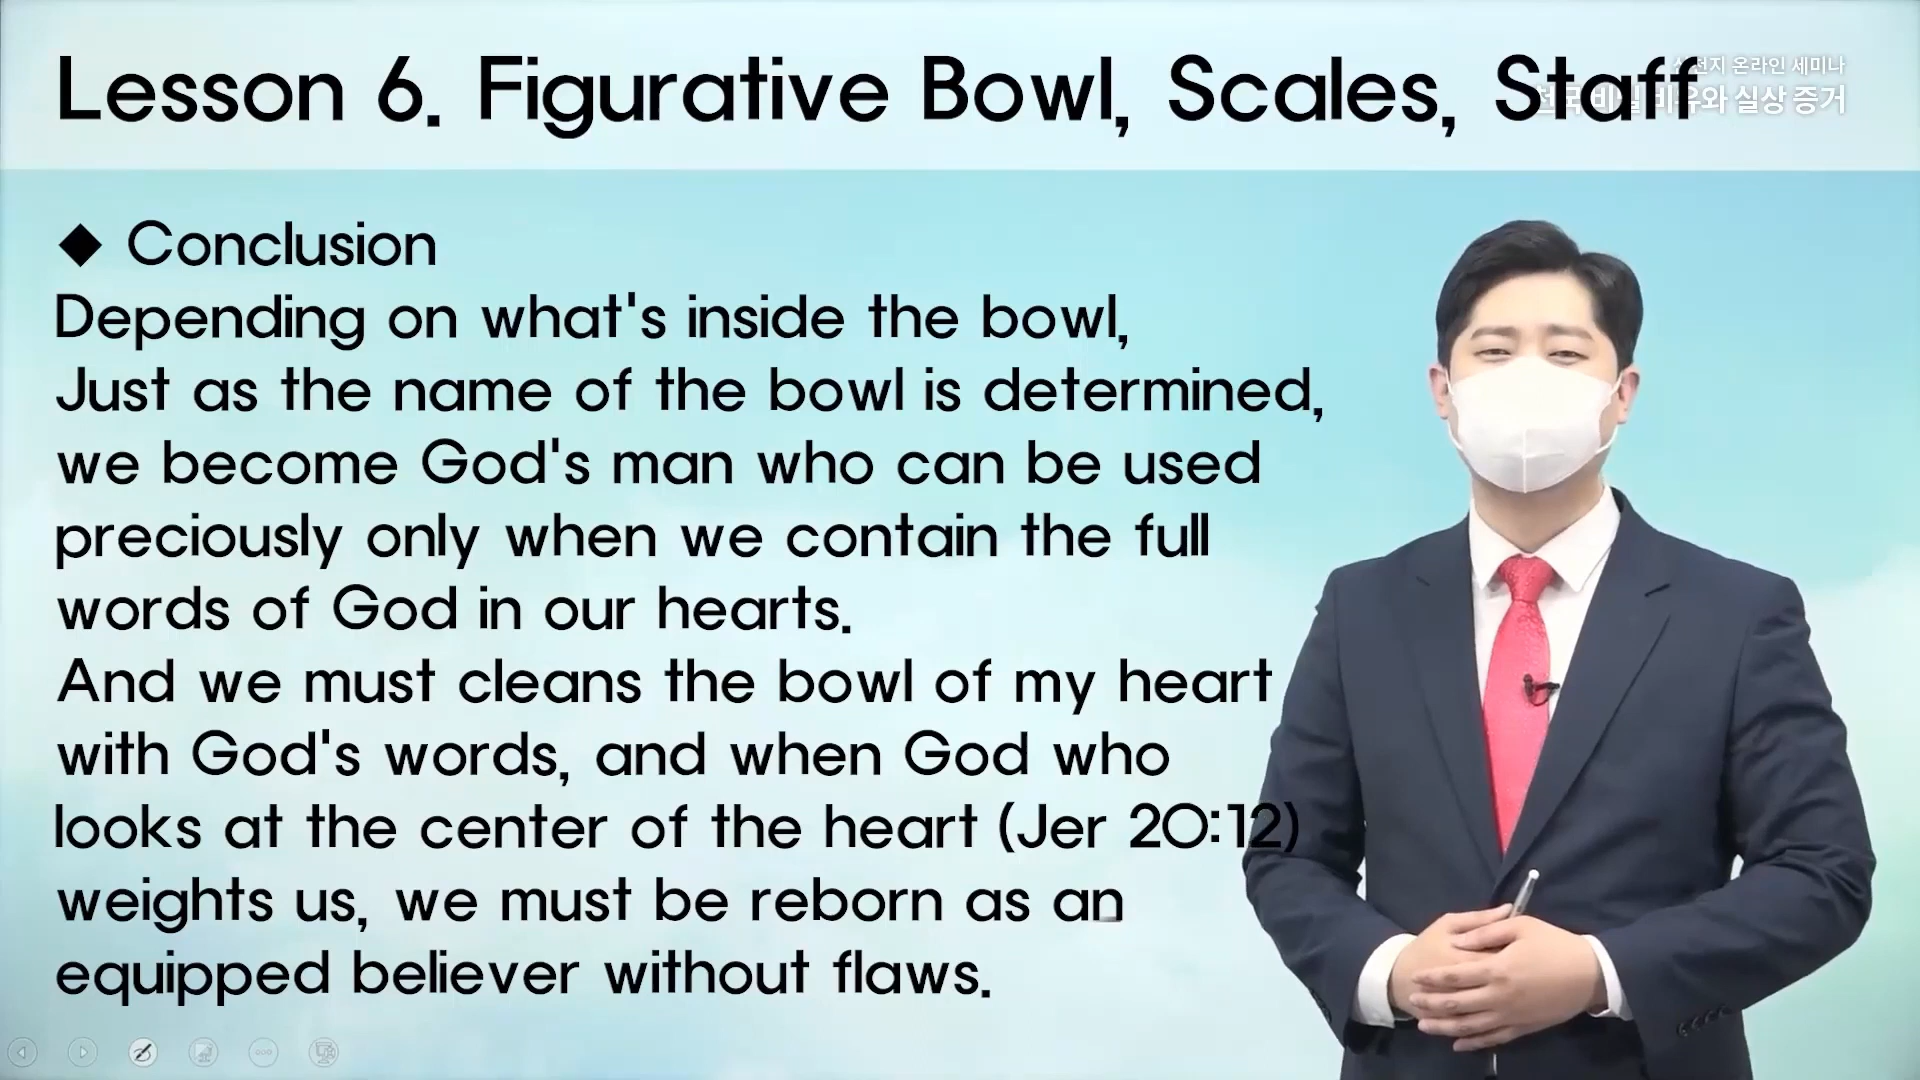 Lesson 6. Figurative Bowl, Scales, Staff
온라인 세미나
실상 증거
◆ Conclusion
Depending on what's inside the bowl,
Just as the name of the bowl is determined,
we become God's man who can be used
preciously only when we contain the full
words of God in our hearts.
And we must cleans the bowl of my heart
with God's words, and when God who
looks at the center of the heart (Jer 20:12)
weights us, we must be reborn as an
equipped believer without flaws.